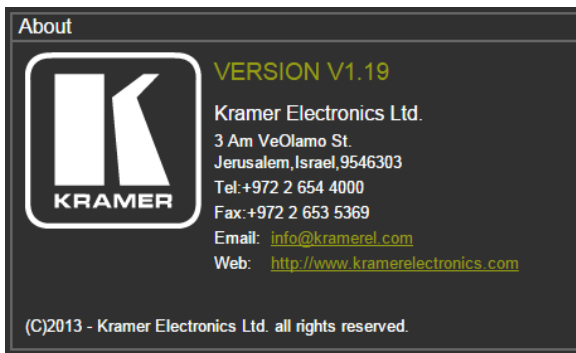 About
VERSION V1.19
Kramer Electronics Ltd.
3 Am VeOlamo St.
Jerusalem,Israel,9546303
Tel:+972 2 654 4000
Fax:+972 2 653 5369
Email: info@kramerel.com
Web: http://www.kramerelectronics.com
KRAMER
(C)2013 - Kramer Electronics Ltd. all rights reserved.